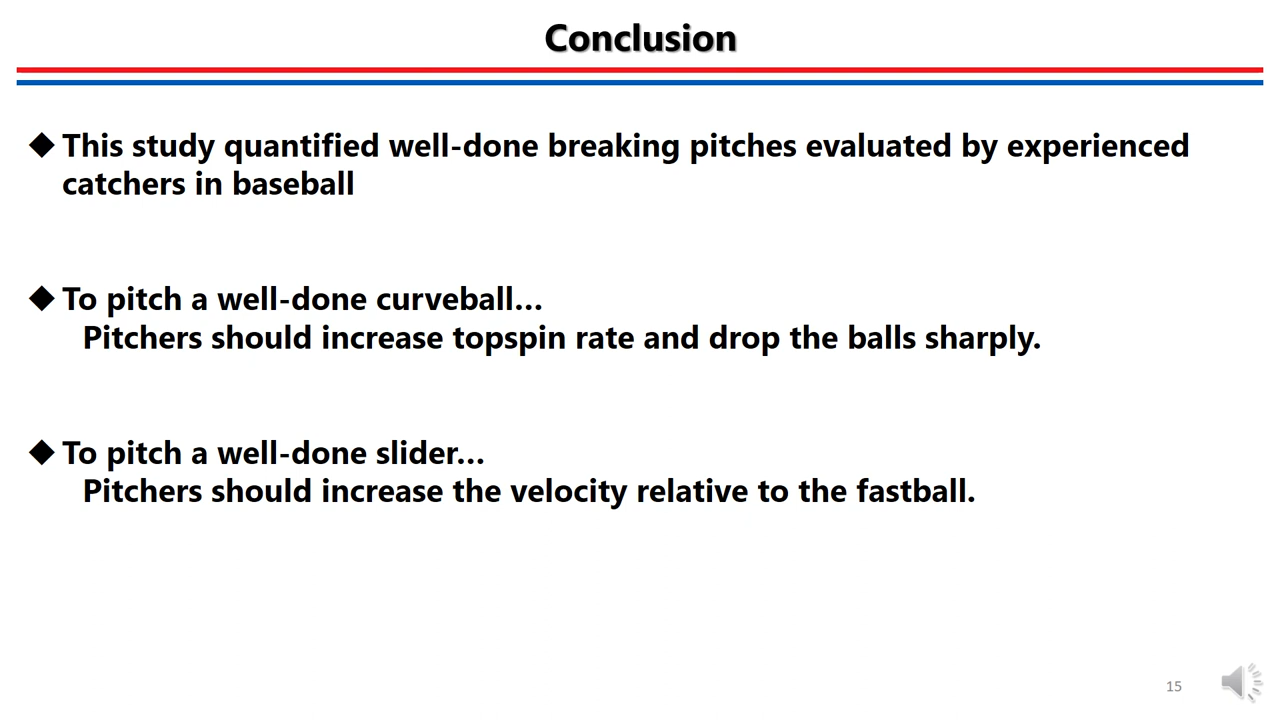 Conclusion
◆ This study quantified well-done breaking pitches evaluated by experienced
catchers in baseball
◆ To pitch a well-done curveball...
Pitchers should increase topspin rate and drop the balls sharply.
◆ To pitch a well-done slider...
Pitchers should increase the velocity relative to the fastball.
15